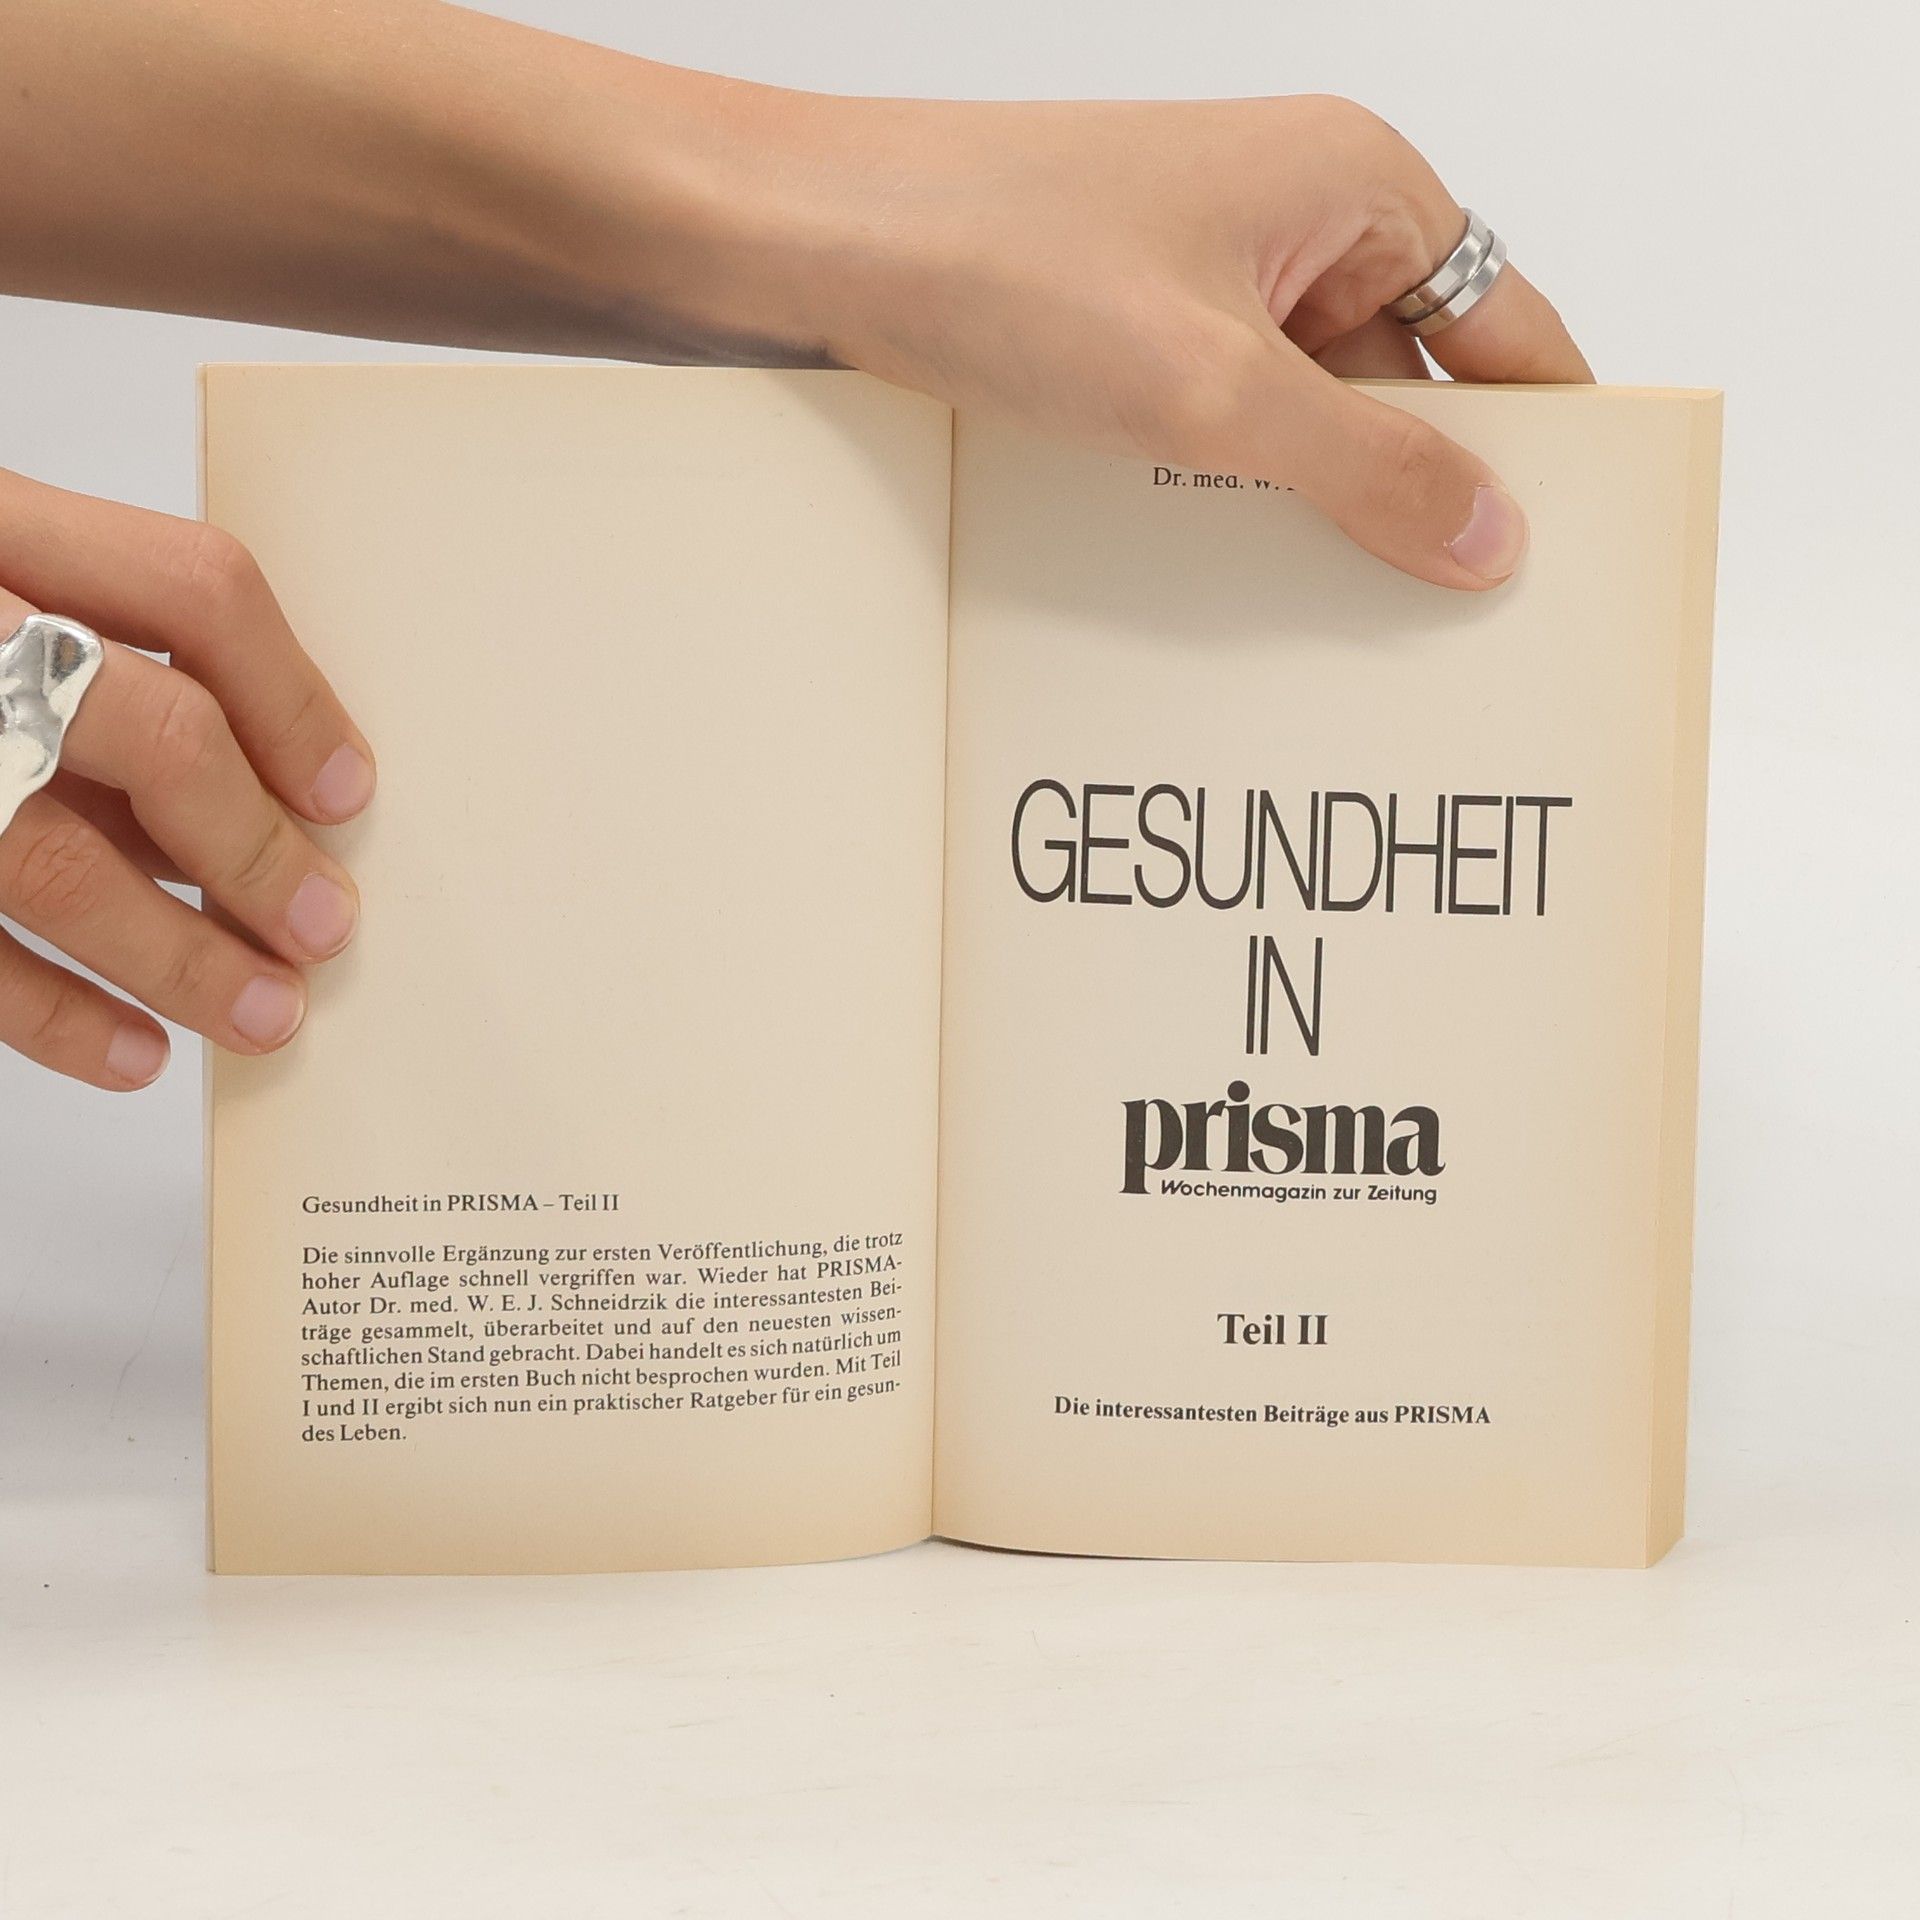 Gesundheit in PRISMA – Teil II
Die sinnvolle Ergänzung zur ersten Veröffentlichung, die trotz
hoher Auflage schnell vergriffen war. Wieder hat PRISMA-
Autor Dr. med. W. E. J. Schneidrzik die interessantesten Bei-
träge gesammelt, überarbeitet und auf den neuesten wissen-
schaftlichen Stand gebracht. Dabei handelt es sich natürlich um
Themen, die im ersten Buch nicht besprochen wurden. Mit Teil
I und II ergibt sich nun ein praktischer Ratgeber für ein gesun-
des Leben.
Dr. med. W.
GESUNDHEIT
IN
prisma
Wochenmagazin zur Zeitung
Teil II
Die interessantesten Beiträge aus PRISMA